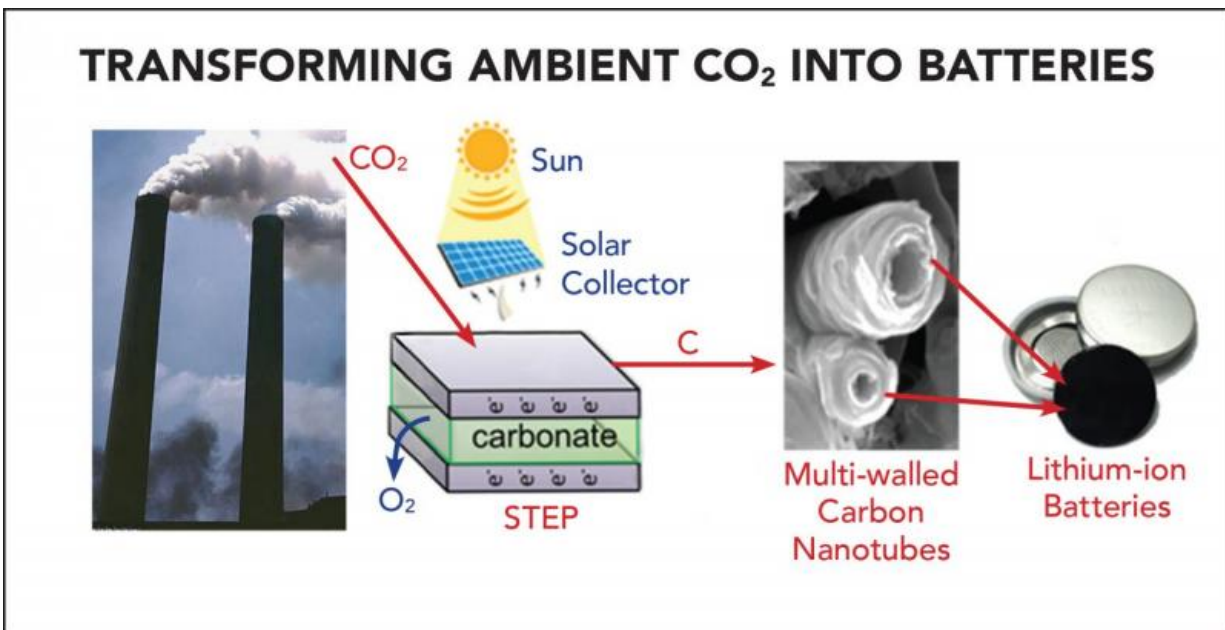 TRANSFORMING AMBIENT CO₂ INTO BATTERIES
CO₂
Sun
Solar
Collector
C
e⁻ e⁻ e⁻ e⁻
carbonate
e⁻ e⁻ e⁻ e⁻
O₂
STEP
Multi-walled
Carbon
Nanotubes
Lithium-ion
Batteries